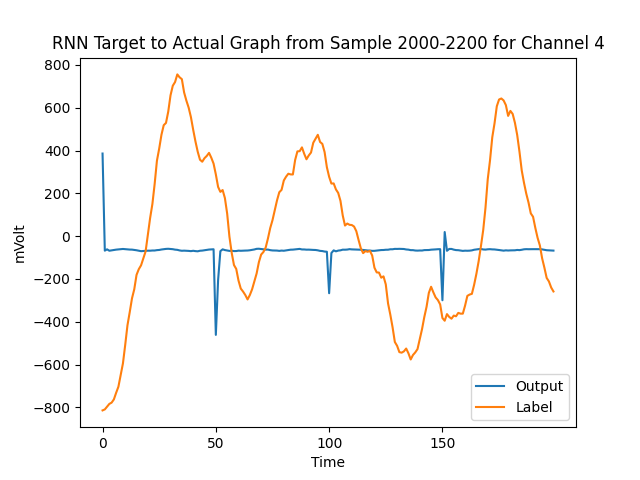 RNN Target to Actual Graph from Sample 2000-2200 for Channel 4
800
600
400
200
0
−200
−400
−600
−800
mVolt
0
50
100
150
Time
Output
Label